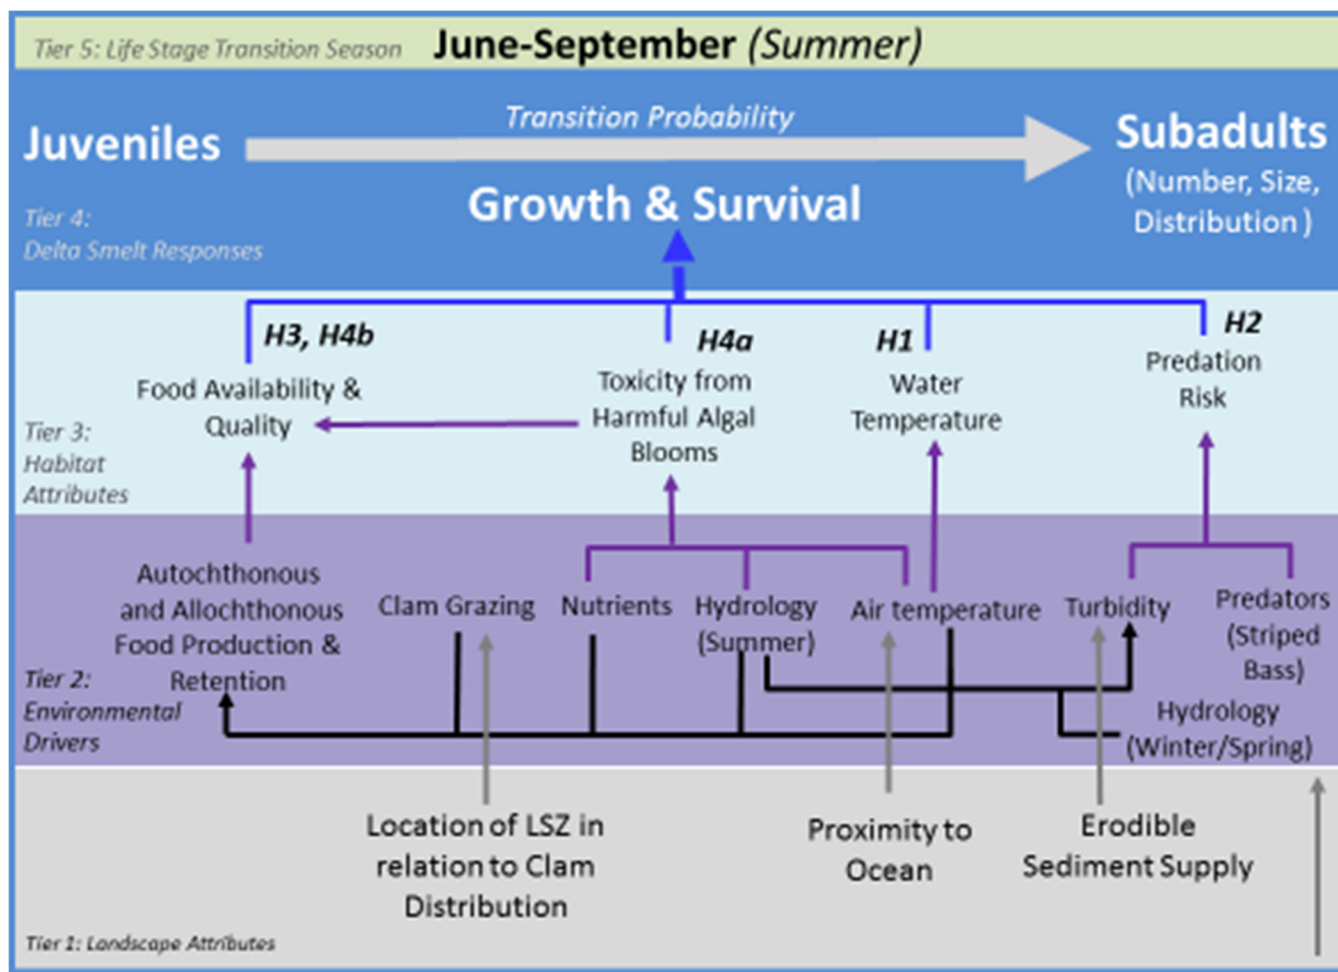 Tier 5: Life Stage Transition Season June-September (Summer)
Transition Probability
Juveniles
Subadults
(Number, Size,
Distribution )
Growth & Survival
Tier 4:
Delta Smelt Responses
H3, H4b
H4a
H1
H2
Food Availability &
Quality
Toxicity from
Harmful Algal
Blooms
Water
Temperature
Predation
Risk
Tier 3:
Habitat
Attributes
Autochthonous
and Allochthonous
Food Production &
Retention
Clam Grazing
Nutrients
Hydrology
(Summer)
Air temperature
Turbidity
Predators
(Striped
Bass)
Hydrology
(Winter/Spring)
Tier 2:
Environmental
Drivers
Location of LSZ in
relation to Clam
Distribution
Proximity to
Ocean
Erodible
Sediment Supply
Tier 1: Landscape Attributes